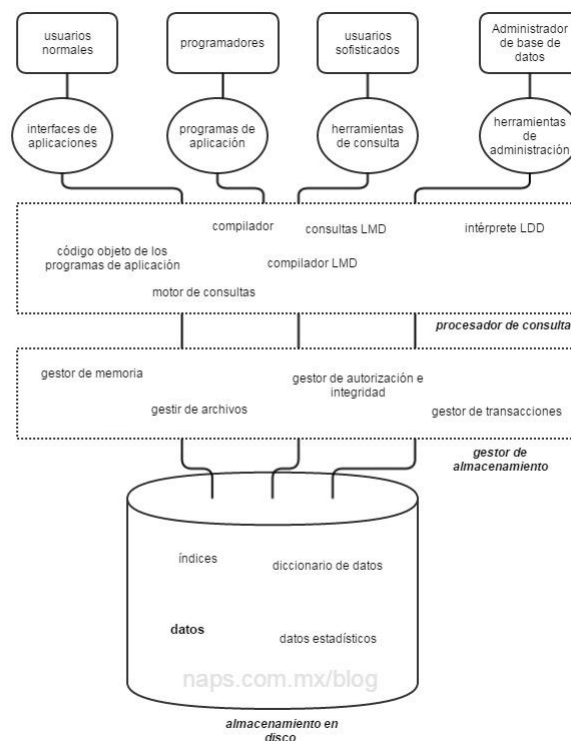 usuarios
normales
programadores
usuarios
sofisticados
Administrador
de base de
datos
interfaces de
aplicaciones
programas de
aplicación
herramientas
de consulta
herramientas
de
administración
compilador
consultas LMD
intérprete LDD
código objeto de los
programas de aplicación
compilador LMD
motor de consultas
procesador de consulta
gestor de memoria
gestor de autorización e
integridad
gestir de archivos
gestor de transacciones
gestor de
almacenamiento
índices
diccionario de datos
datos
datos estadísticos
naps.com.mx/blog
almacenamiento en
disco